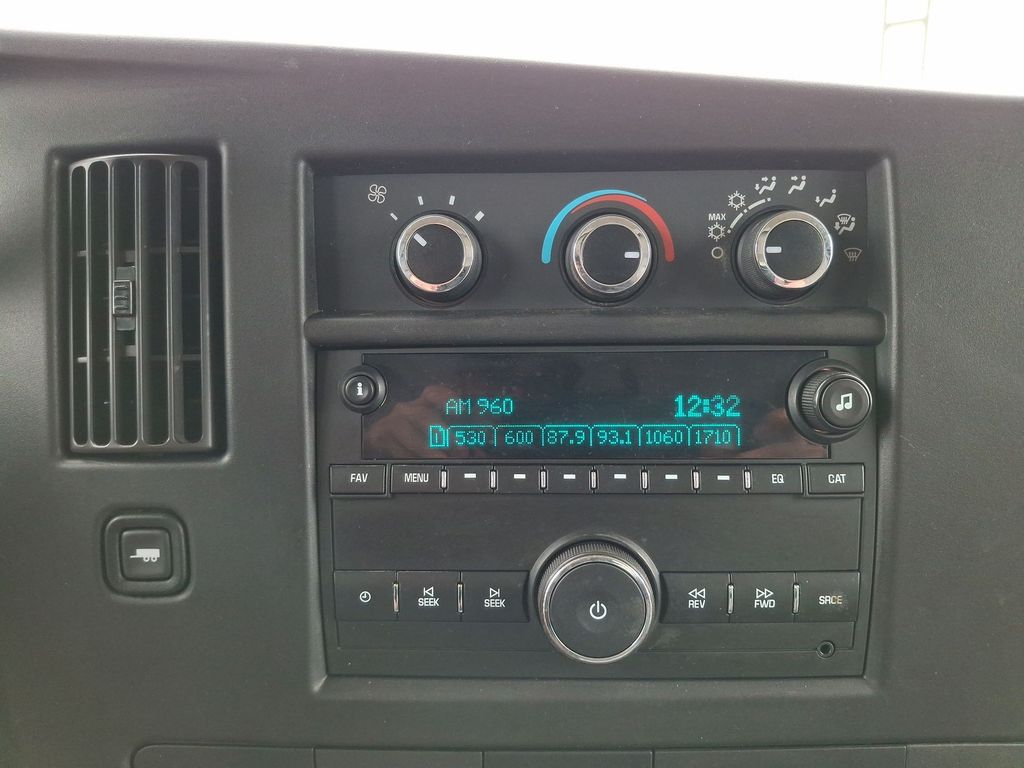 MAX
AM 960 12:32
1 530 600 87.9 93.1 1060 1710
FAV MENU EQ CAT
SEEK SEEK REV FWD SRCE